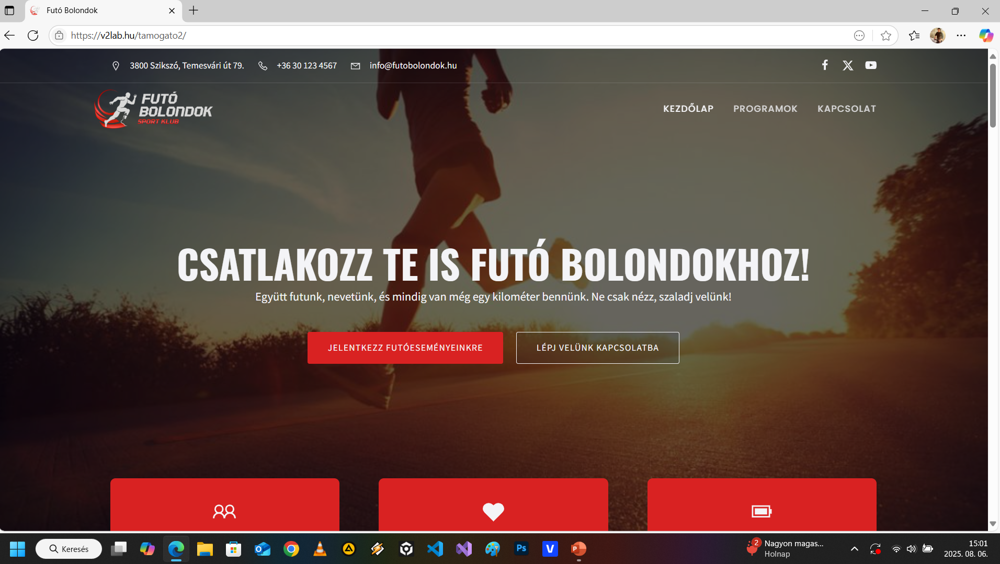 Futó Bolondok
https://v2lab.hu/tamogato2/
3800 Szikszó, Temesvári út 79.
+36 30 123 4567
info@futobolondok.hu
FUTÓ
BOLONDOK
SPORT KLUB
KEZDŐLAP
PROGRAMOK
KAPCSOLAT
CSATLAKOZZ TE IS FUTÓ BOLONDOKHOZ!
Együtt futunk, nevetünk, és mindig van még egy kilométer bennünk. Ne csak nézz, szaladj velünk!
JELENTKEZZ FUTÓESEMÉNYEINKRE
LÉPJ VELÜNK KAPCSOLATBA
Keresés
Ps
V
P
2
Nagyon magas...
Holnap
15:01
2025. 08. 06.